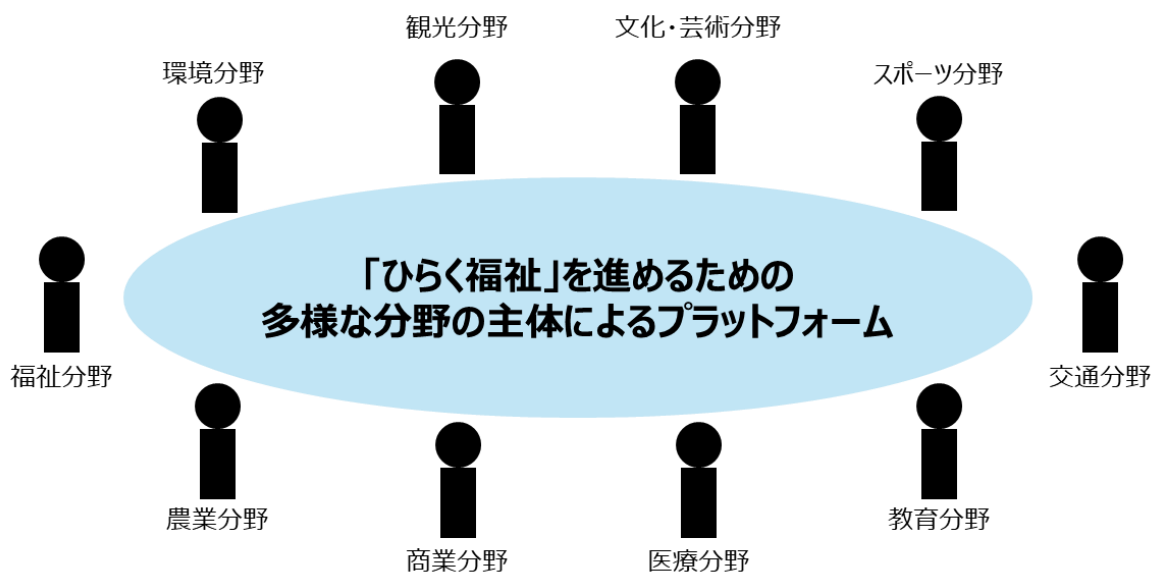 観光分野
文化・芸術分野
環境分野
スポーツ分野
「ひらく福祉」を進めるための
多様な分野の主体によるプラットフォーム
福祉分野
交通分野
農業分野
教育分野
商業分野
医療分野